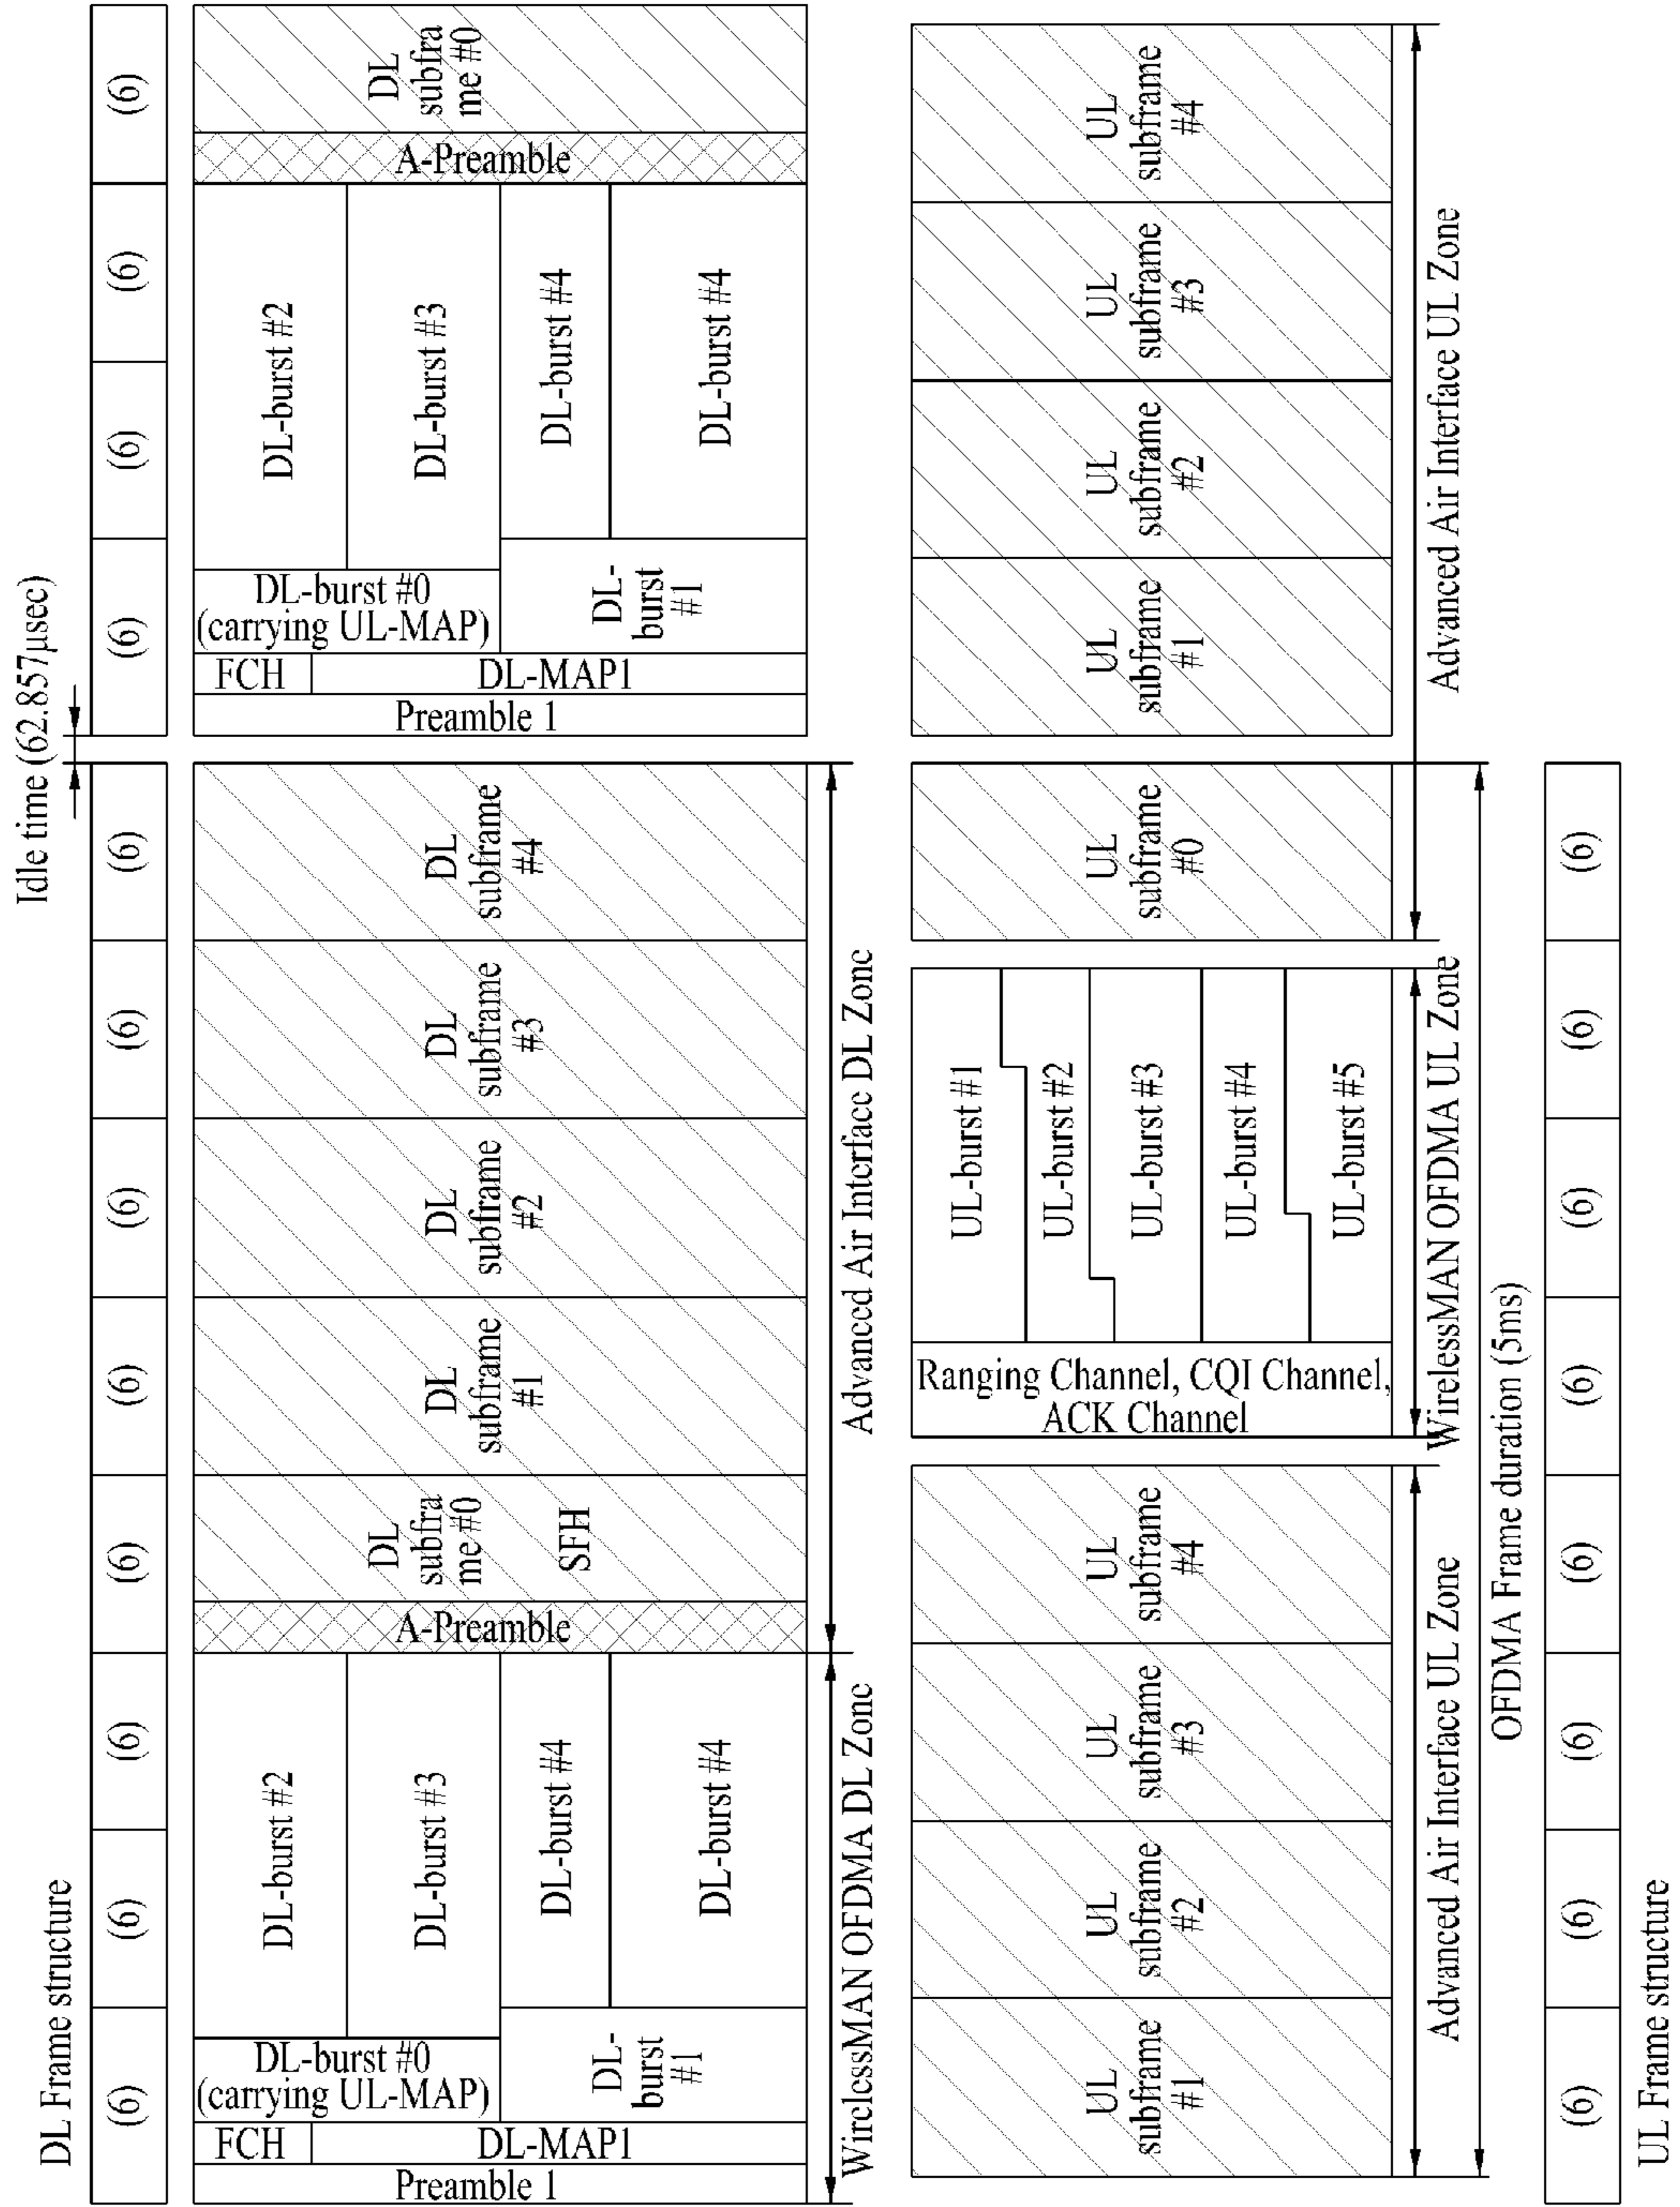 DL Frame structure
Idle time (62.857μsec)
(6)
(6)
(6)
(6)
(6)
(6)
(6)
(6)
(6)
(6)
(6)
(6)
Preamble 1
FCH
DL-MAP1
DL-burst #0
(carrying UL-MAP)
DL-
burst
#1
DL-burst #2
DL-burst #3
DL-burst #4
DL-burst #4
A-Preamble
DL
subfra
me #0
SFH
DL
subframe
#1
DL
subframe
#2
DL
subframe
#3
DL
subframe
#4
Preamble 1
FCH
DL-MAP1
DL-burst #0
(carrying UL-MAP)
DL-
burst
#1
DL-burst #2
DL-burst #3
DL-burst #4
DL-burst #4
A-Preamble
DL
subfra
me #0
WirelessMAN OFDMA DL Zone
Advanced Air Interface DL Zone
UL
subframe
#1
UL
subframe
#2
UL
subframe
#3
UL
subframe
#4
Ranging Channel, CQI Channel,
ACK Channel
UL-burst #1
UL-burst #2
UL-burst #3
UL-burst #4
UL-burst #5
UL
subframe
#0
UL
subframe
#1
UL
subframe
#2
UL
subframe
#3
UL
subframe
#4
Advanced Air Interface UL Zone
WirelessMAN OFDMA UL Zone
Advanced Air Interface UL Zone
OFDMA Frame duration (5ms)
(6)
(6)
(6)
(6)
(6)
(6)
(6)
(6)
UL Frame structure